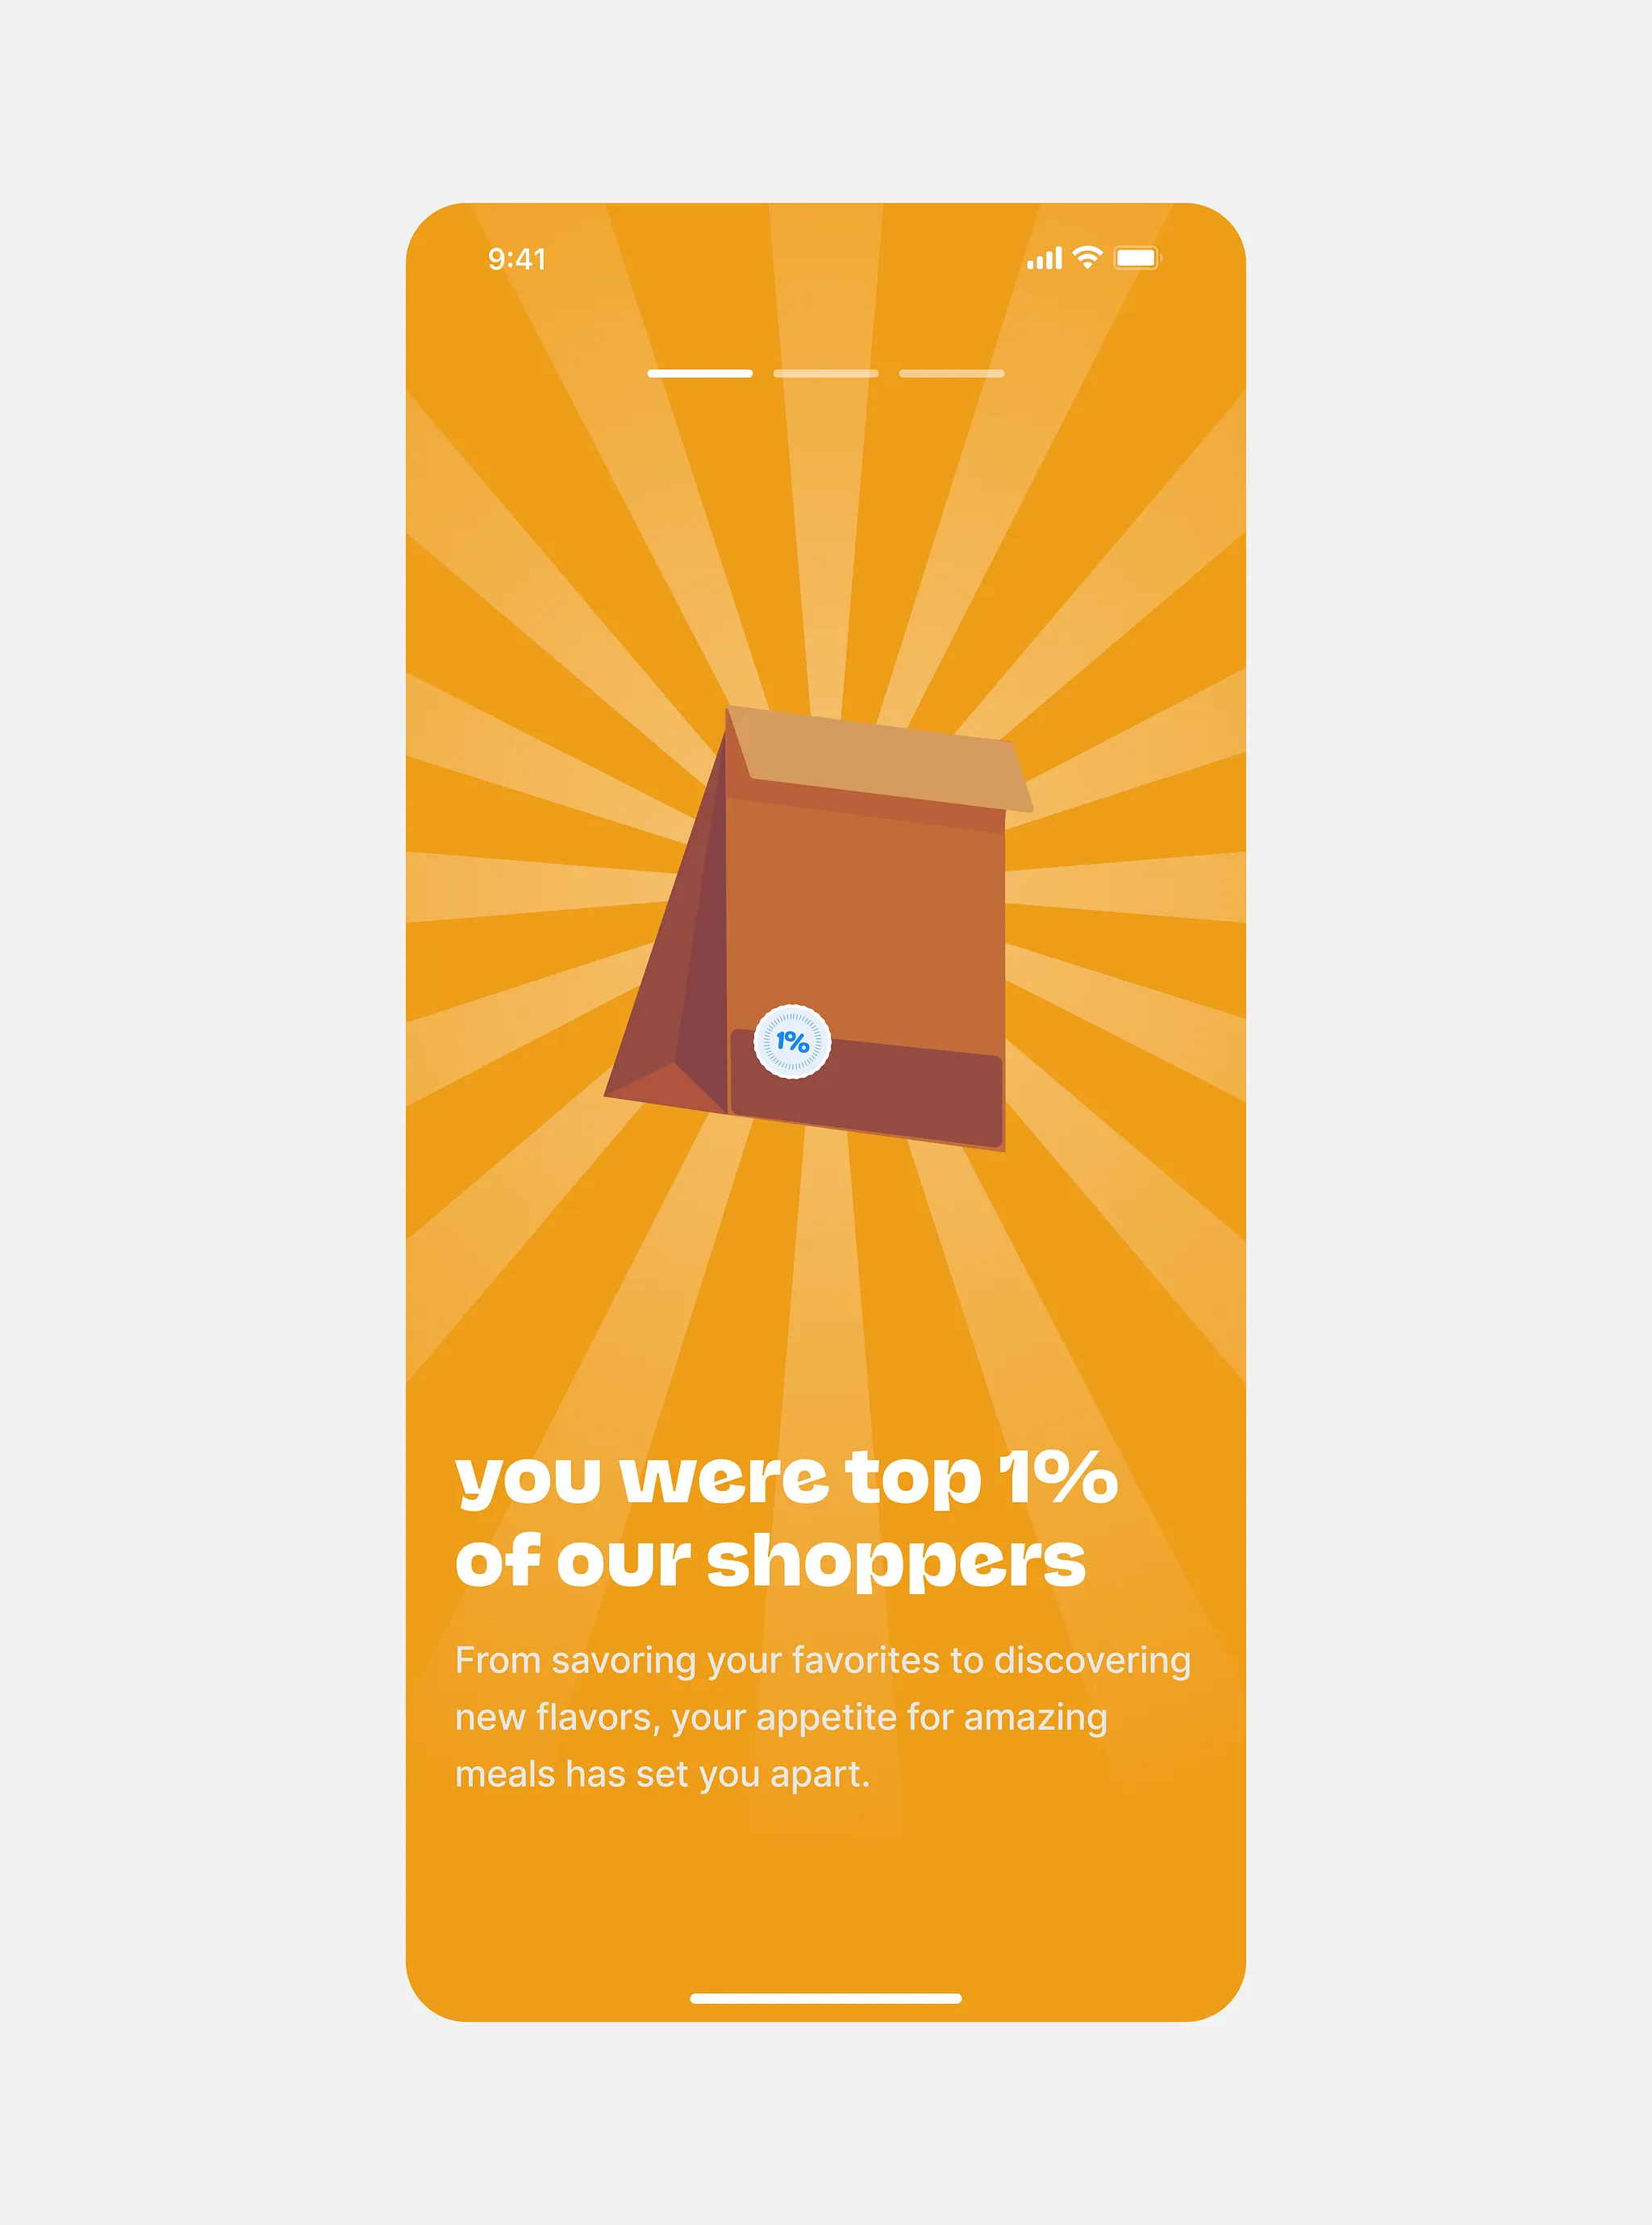 9:41
1%
you were top 1%
of our shoppers
From savoring your favorites to discovering
new flavors, your appetite for amazing
meals has set you apart.